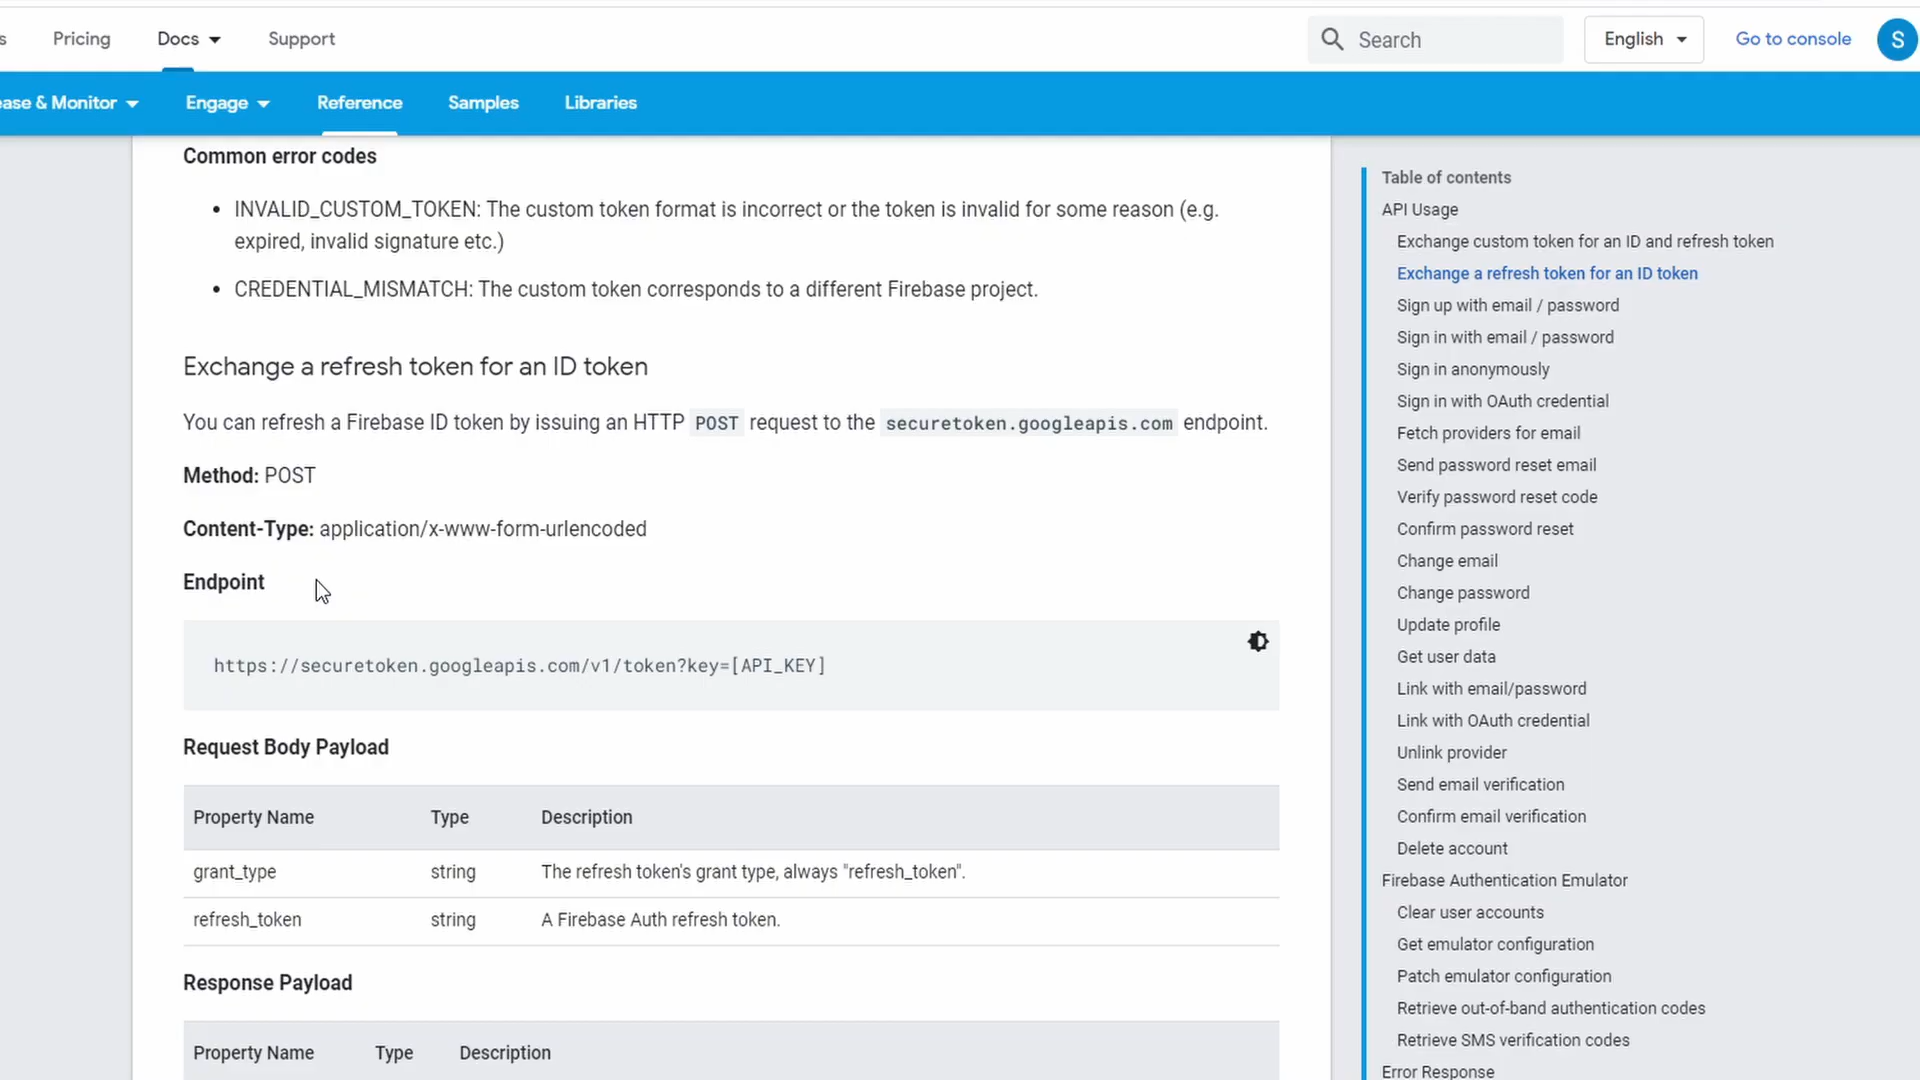 s Pricing Docs Support Search English Go to console S
ease & Monitor Engage Reference Samples Libraries
Common error codes
• INVALID_CUSTOM_TOKEN: The custom token format is incorrect or the token is invalid for some reason (e.g.
expired, invalid signature etc.)
• CREDENTIAL_MISMATCH: The custom token corresponds to a different Firebase project.
Exchange a refresh token for an ID token
You can refresh a Firebase ID token by issuing an HTTP POST request to the securetoken.googleapis.com endpoint.
Method: POST
Content-Type: application/x-www-form-urlencoded
Endpoint
https://securetoken.googleapis.com/v1/token?key=[API_KEY]
Request Body Payload
Property Name Type Description
grant_type string The refresh token's grant type, always "refresh_token".
refresh_token string A Firebase Auth refresh token.
Response Payload
Property Name Type Description
Table of contents
API Usage
Exchange custom token for an ID and refresh token
Exchange a refresh token for an ID token
Sign up with email / password
Sign in with email / password
Sign in anonymously
Sign in with OAuth credential
Fetch providers for email
Send password reset email
Verify password reset code
Confirm password reset
Change email
Change password
Update profile
Get user data
Link with email/password
Link with OAuth credential
Unlink provider
Send email verification
Confirm email verification
Delete account
Firebase Authentication Emulator
Clear user accounts
Get emulator configuration
Patch emulator configuration
Retrieve out-of-band authentication codes
Retrieve SMS verification codes
Error Response